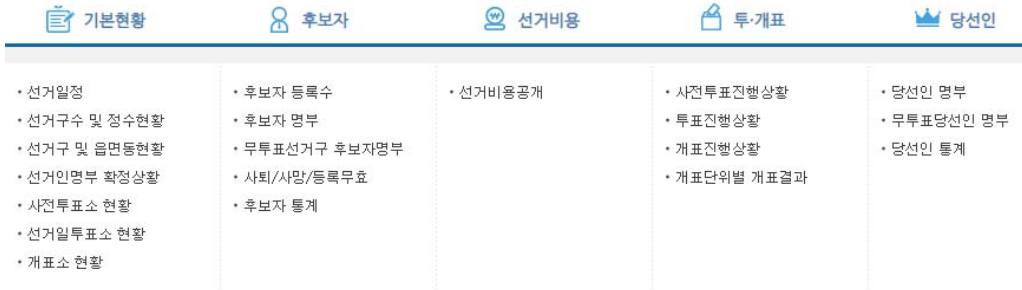 기본현황
후보자
선거비용
투·개표
당선인
• 선거일정
• 선거구수 및 정수현황
• 선거구 및 읍면동현황
• 선거인명부 확정상황
• 사전투표소 현황
• 선거일투표소 현황
• 개표소 현황
• 후보자 등록수
• 후보자 명부
• 무투표선거구 후보자명부
• 사퇴/사망/등록무효
• 후보자 통계
• 선거비용공개
• 사전투표진행상황
• 투표진행상황
• 개표진행상황
• 개표단위별 개표결과
• 당선인 명부
• 무투표당선인 명부
• 당선인 통계